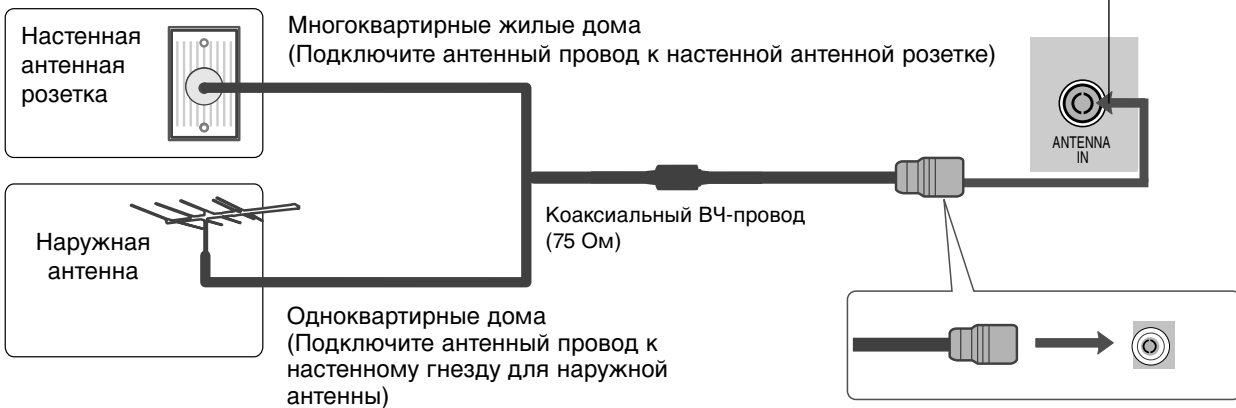 Настенная
антенная
розетка
Многоквартирные жилые дома
(Подключите антенный провод к настенной антенной розетке)
ANTENNA
IN
Наружная
антенна
Коаксиальный ВЧ-провод
(75 Ом)
Одноквартирные дома
(Подключите антенный провод к
настенному гнезду для наружной
антенны)